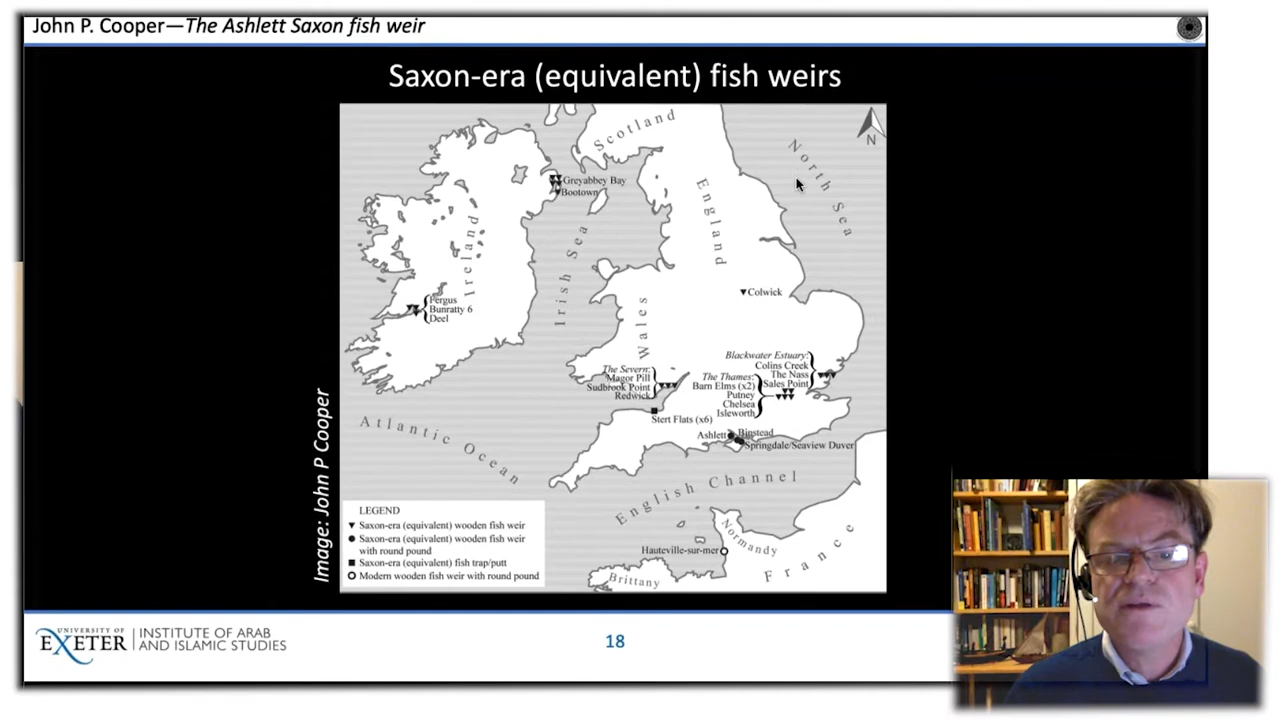 John P. Cooper—The Ashlett Saxon fish weir
Saxon-era (equivalent) fish weirs
Scotland
North Sea
N
England
Greyabbey Bay
Bootown
Ireland
Irish Sea
Colwick
Fergus
Bunratty 6
Deel
Wales
Blackwater Estuary:
Colins Creek
The Nass
Sales Point
The Thames:
Barn Elms (x2)
Putney
Chelsea
Isleworth
The Severn:
Magor Pill
Sudbrook Point
Redwick
Stert Flats (x6)
Ashlett
Binstead
Springdale/Seaview Duver
Atlantic Ocean
English Channel
Normandy
Hauteville-sur-mer
France
Brittany
LEGEND
Saxon-era (equivalent) wooden fish weir
Saxon-era (equivalent) wooden fish weir
with round pound
Saxon-era (equivalent) fish trap/putt
Modern wooden fish weir with round pound
Image: John P Cooper
UNIVERSITY OF
EXETER
INSTITUTE OF ARAB
AND ISLAMIC STUDIES
18